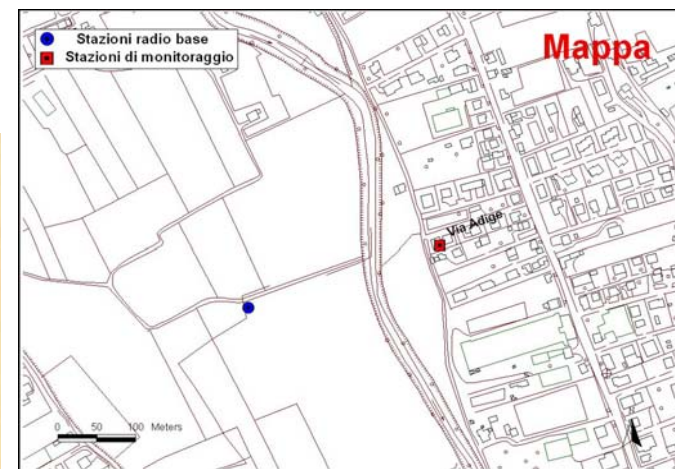 Stazioni radio base
Stazioni di monitoraggio
Mappa
Via Adige
0 50 100 Meters